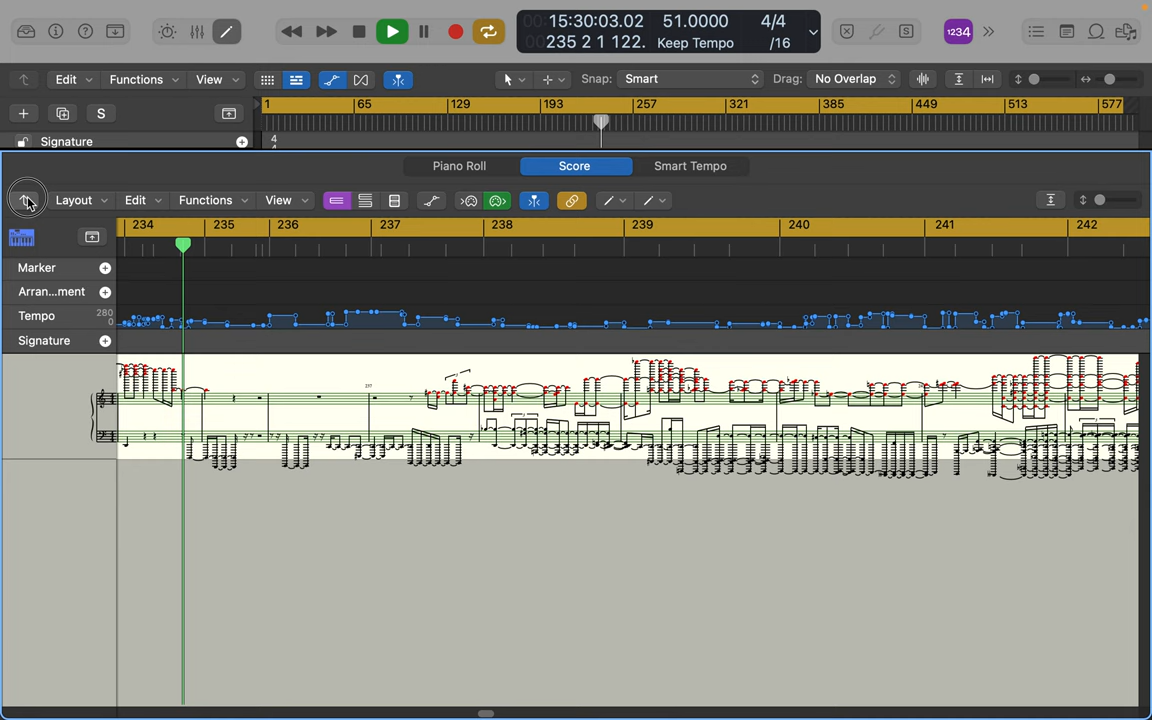 15:30:03.02 51.0000 4/4
235 2 1 122. Keep Tempo /16
1234
Edit Functions View Snap: Smart Drag: No Overlap
S
1 65 129 193 257 321 385 449 513 577
Signature 4
4
Piano Roll Score Smart Tempo
Layout Edit Functions View
234 235 236 237 238 239 240 241 242
Marker
Arran...ment
Tempo 280
0
Signature
237